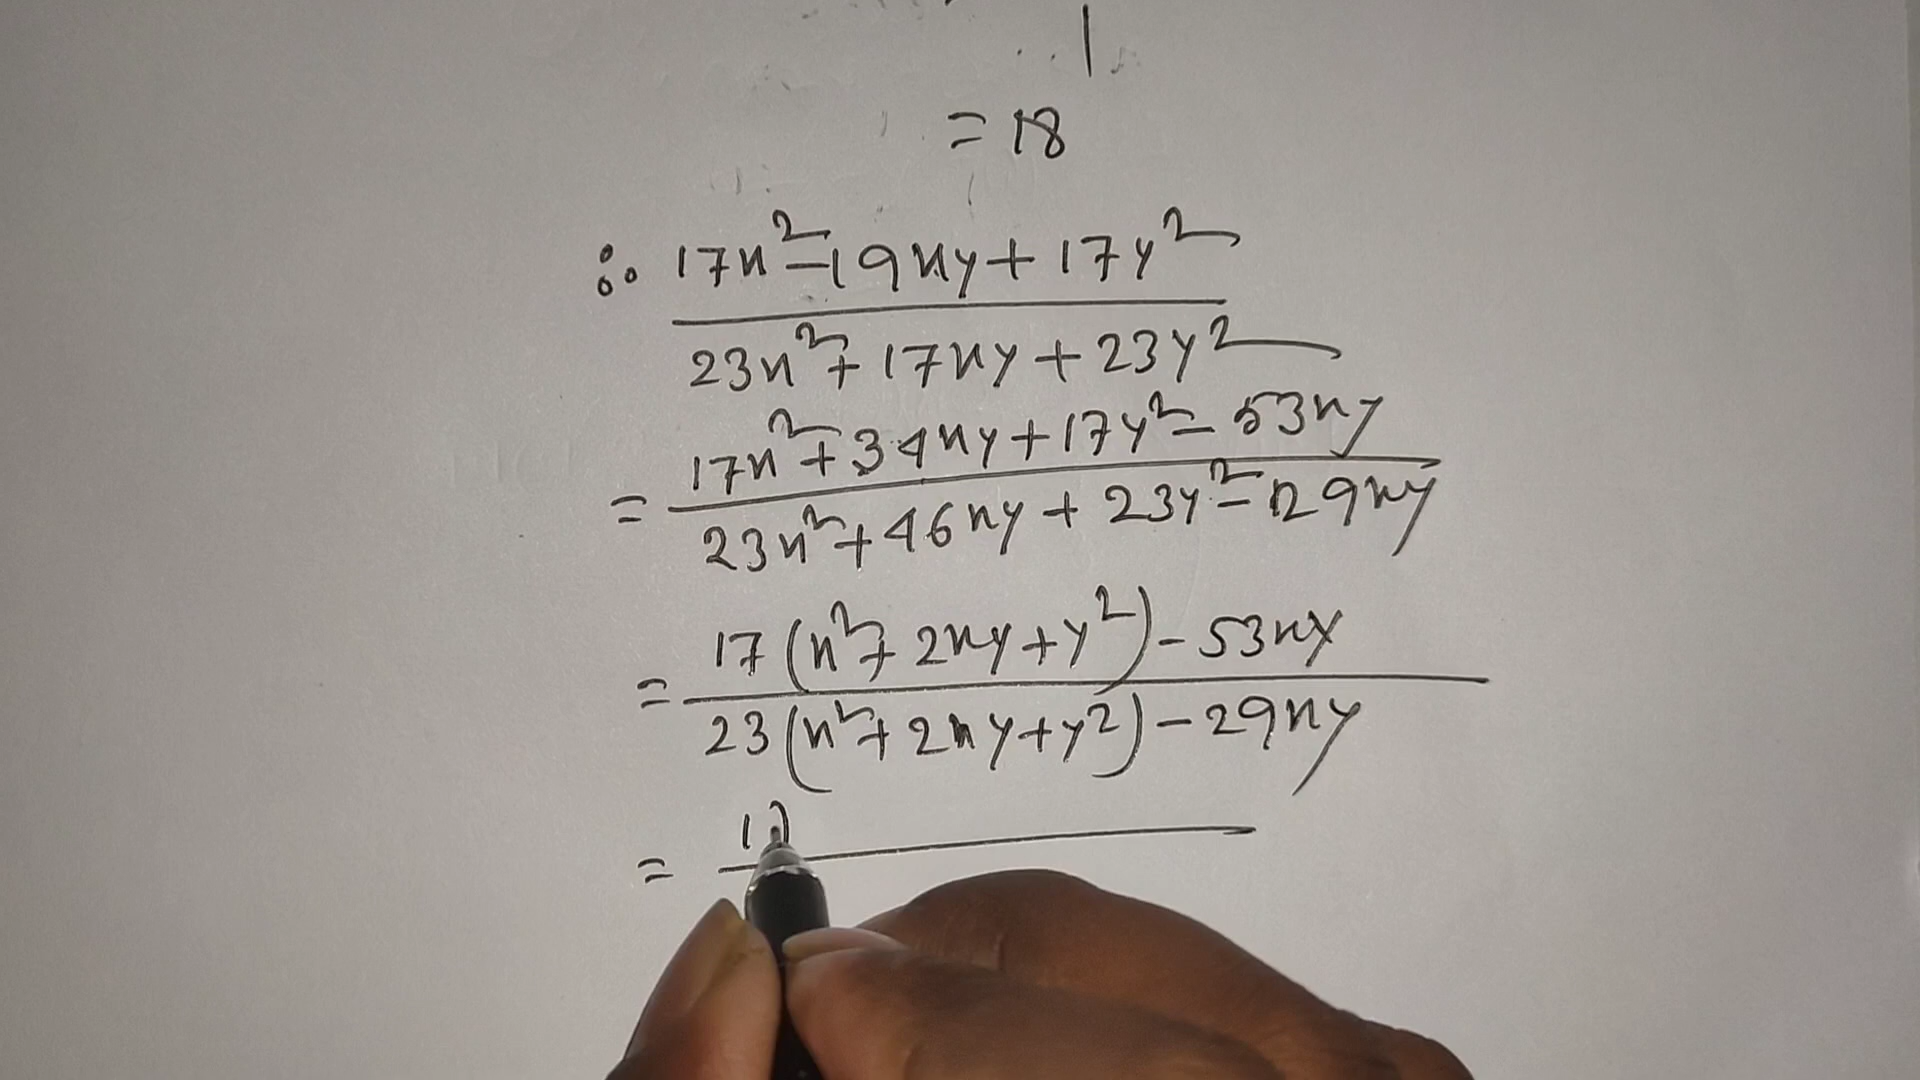 = 18
∴ 17x² - 19xy + 17y²
23x² + 17xy + 23y²
= 17x² + 34xy + 17y² - 53xy
23x² + 46xy + 23y² - 29xy
= 17(x² + 2xy + y²) - 53xy
23(x² + 2xy + y²) - 29xy
=